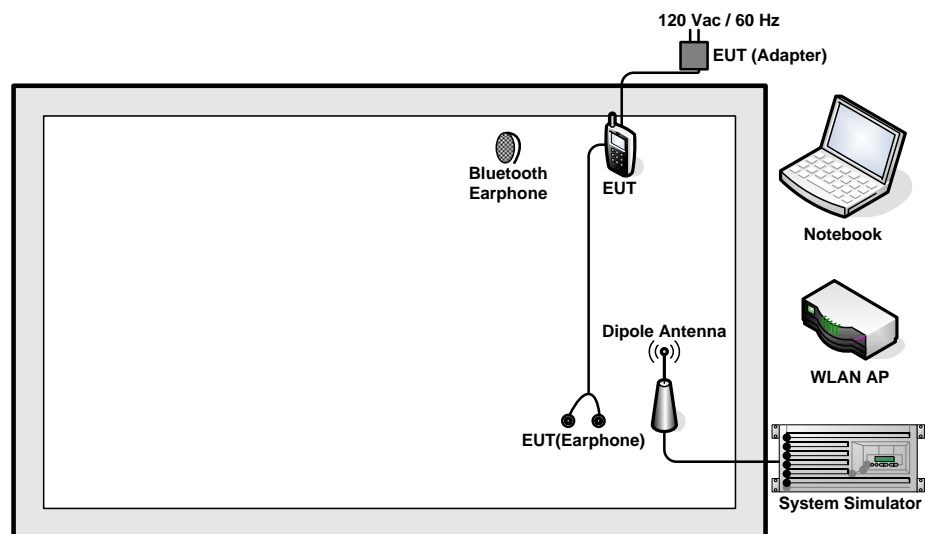 120 Vac / 60 Hz
EUT (Adapter)
Bluetooth
Earphone
EUT
Notebook
Dipole Antenna
WLAN AP
EUT(Earphone)
System Simulator